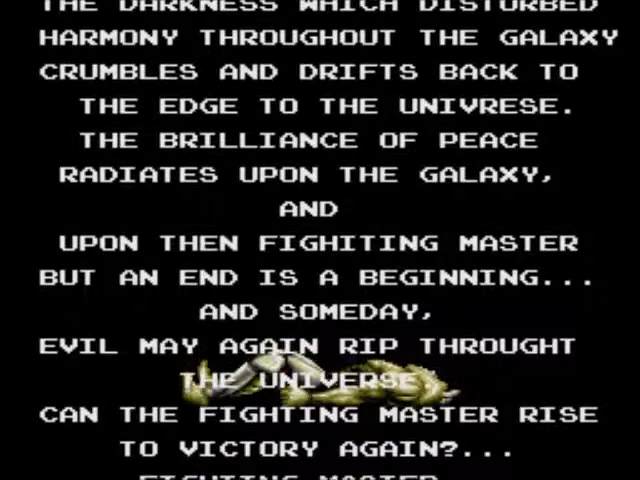 THE DARKNESS WHICH DISTURBED
HARMONY THROUGHOUT THE GALAXY
CRUMBLES AND DRIFTS BACK TO
THE EDGE TO THE UNIVRESE.
THE BRILLIANCE OF PEACE
RADIATES UPON THE GALAXY,
AND
UPON THEN FIGHITING MASTER
BUT AN END IS A BEGINNING...
AND SOMEDAY,
EVIL MAY AGAIN RIP THROUGHT
THE UNIVERSE.
CAN THE FIGHTING MASTER RISE
TO VICTORY AGAIN?...
FIGHTING MASTER